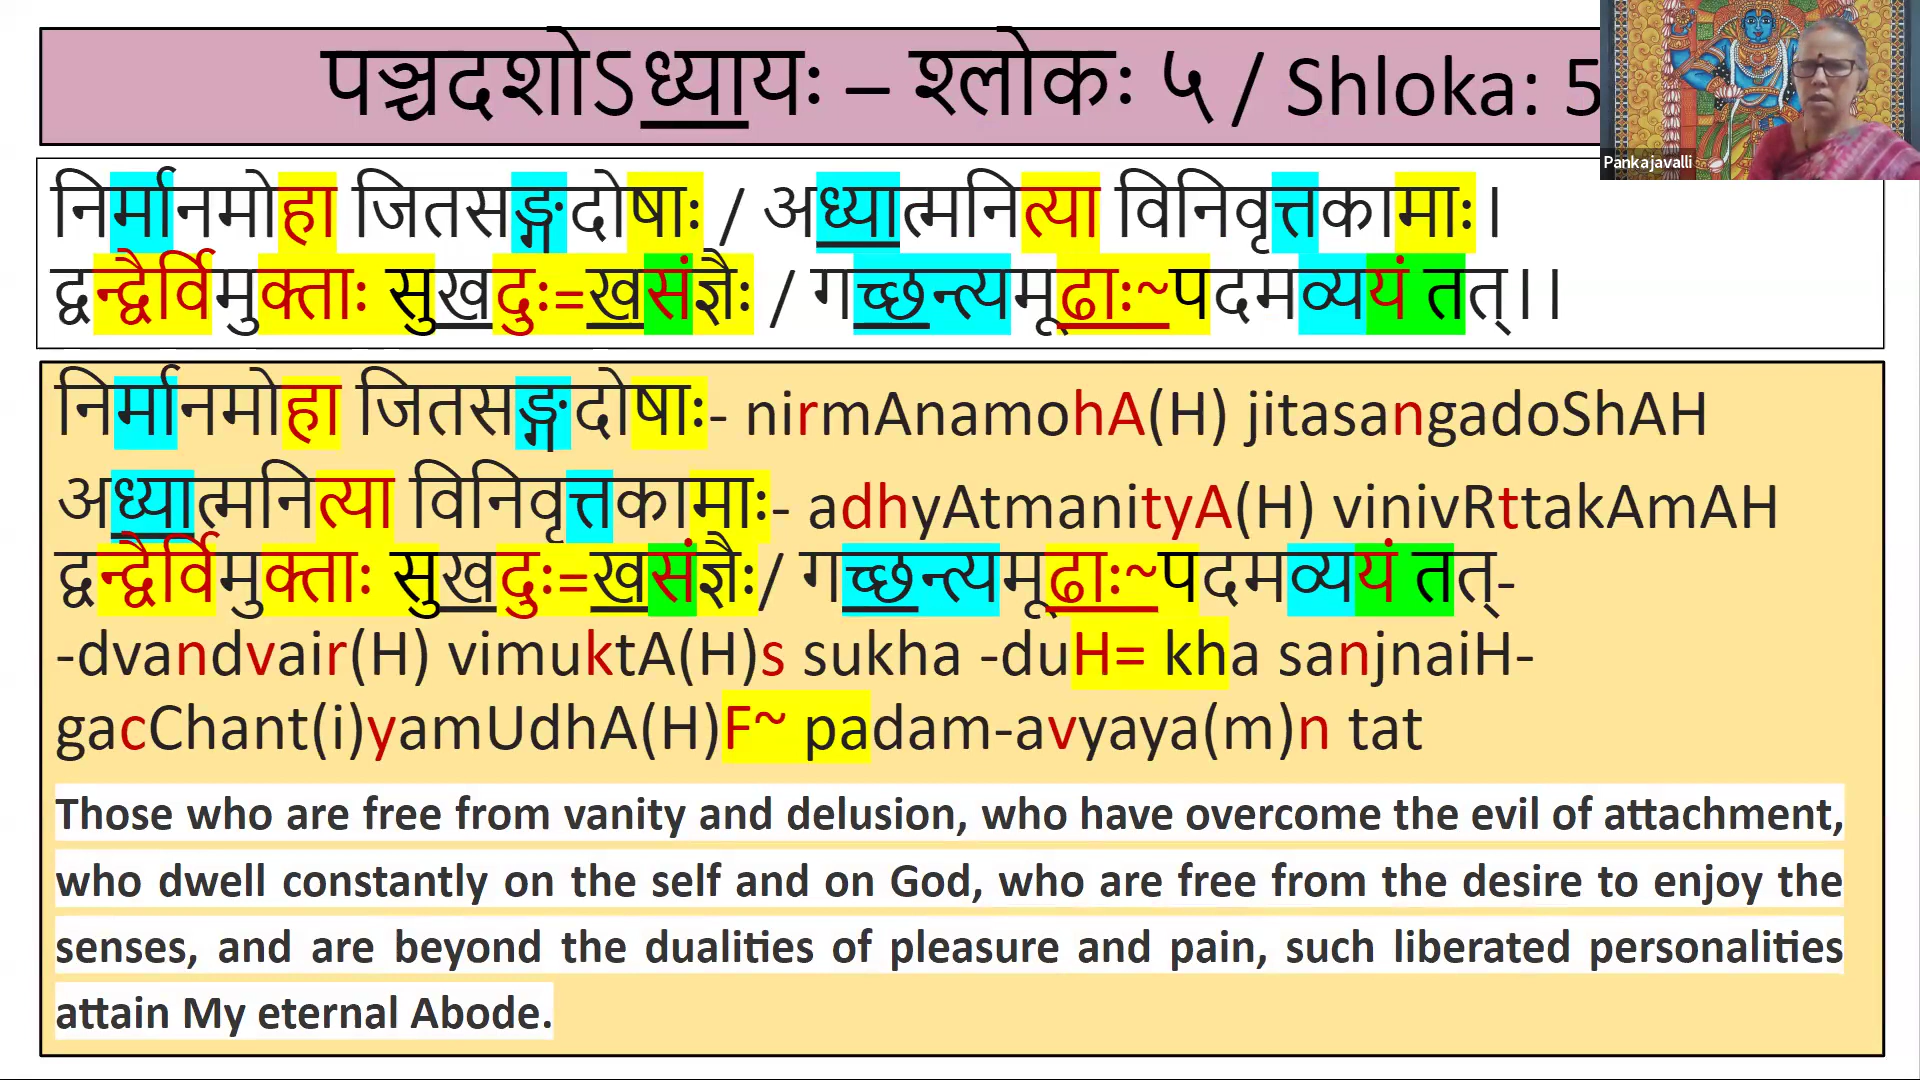 पञ्चदशोऽध्यायः – श्लोकः ५ / Shloka: 5
Pankajavalli
निर्मानमोहा जितसङ्गदोषाः / अध्यात्मनित्या विनिवृत्तकामाः ।
द्वन्द्वैर्विमुक्ताः सुखदुः=खसंज्ञैः / गच्छन्त्यमूढाः~पदमव्ययं तत्।।
निर्मानमोहा जितसङ्गदोषाः- nirmAnamohA(H) jitasangadoShAH
अध्यात्मनित्या विनिवृत्तकामाः- adhyAtmanityA(H) vinivRttakAmAH
द्वन्द्वैर्विमुक्ताः सुखदुः=खसंज्ञैः/ गच्छन्त्यमूढाः~पदमव्ययं तत्-
-dvandvair(H) vimuktA(H)s sukha -duH= kha sanjnaiH-
gacChant(i)yamUdhA(H)F~ padam-avyaya(m)n tat
Those who are free from vanity and delusion, who have overcome the evil of attachment,
who dwell constantly on the self and on God, who are free from the desire to enjoy the
senses, and are beyond the dualities of pleasure and pain, such liberated personalities
attain My eternal Abode.